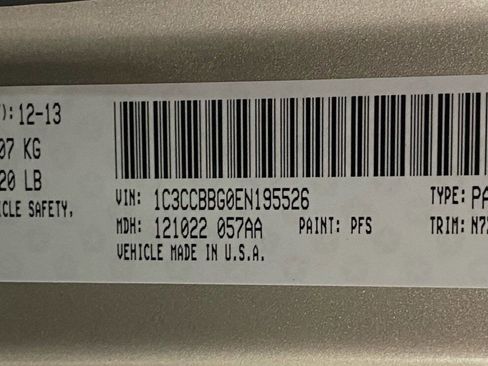 ): 12-13
07 KG
20 LB
ICLE SAFETY,
VIN: 1C3CCBBG0EN195526 TYPE: PA
MDH: 121022 057AA PAINT: PFS TRIM: N7
VEHICLE MADE IN U.S.A.